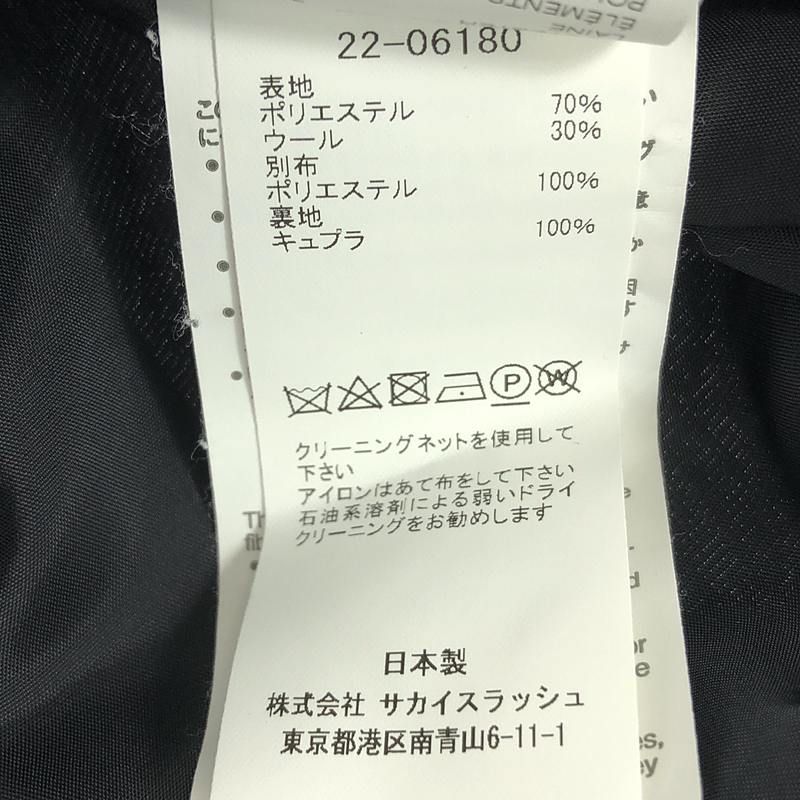 ÉLÉMENTS
22-06180
表地
ポリエステル 70%
ウール 30%
別布
ポリエステル 100%
裏地
キュプラ 100%
P W
クリーニングネットを使用して
下さい
アイロンはあて布をして下さい
石油系溶剤による弱いドライ
クリーニングをお勧めします
日本製
株式会社 サカイスラッシュ
東京都港区南青山6-11-1